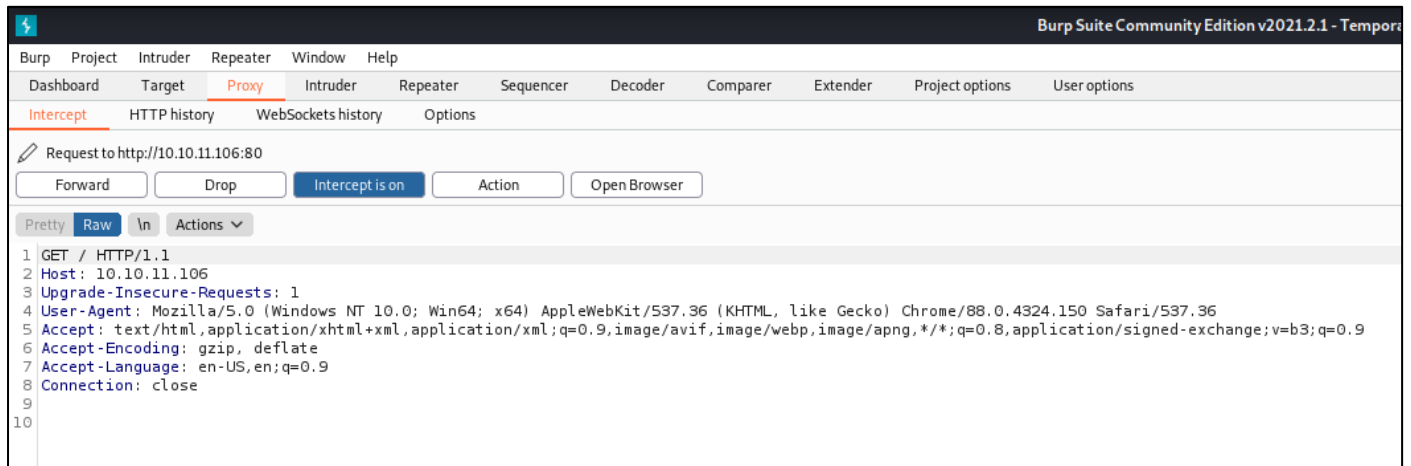 Burp Suite Community Edition v2021.2.1 - Tempora
Burp Project Intruder Repeater Window Help
Dashboard Target Proxy Intruder Repeater Sequencer Decoder Comparer Extender Project options User options
Intercept HTTP history WebSockets history Options
Request to http://10.10.11.106:80
Forward Drop Intercept is on Action Open Browser
Pretty Raw \n Actions
1 GET / HTTP/1.1
2 Host: 10.10.11.106
3 Upgrade-Insecure-Requests: 1
4 User-Agent: Mozilla/5.0 (Windows NT 10.0; Win64; x64) AppleWebKit/537.36 (KHTML, like Gecko) Chrome/88.0.4324.150 Safari/537.36
5 Accept: text/html,application/xhtml+xml,application/xml;q=0.9,image/avif,image/webp,image/apng,*/*;q=0.8,application/signed-exchange;v=b3;q=0.9
6 Accept-Encoding: gzip, deflate
7 Accept-Language: en-US,en;q=0.9
8 Connection: close
9
10